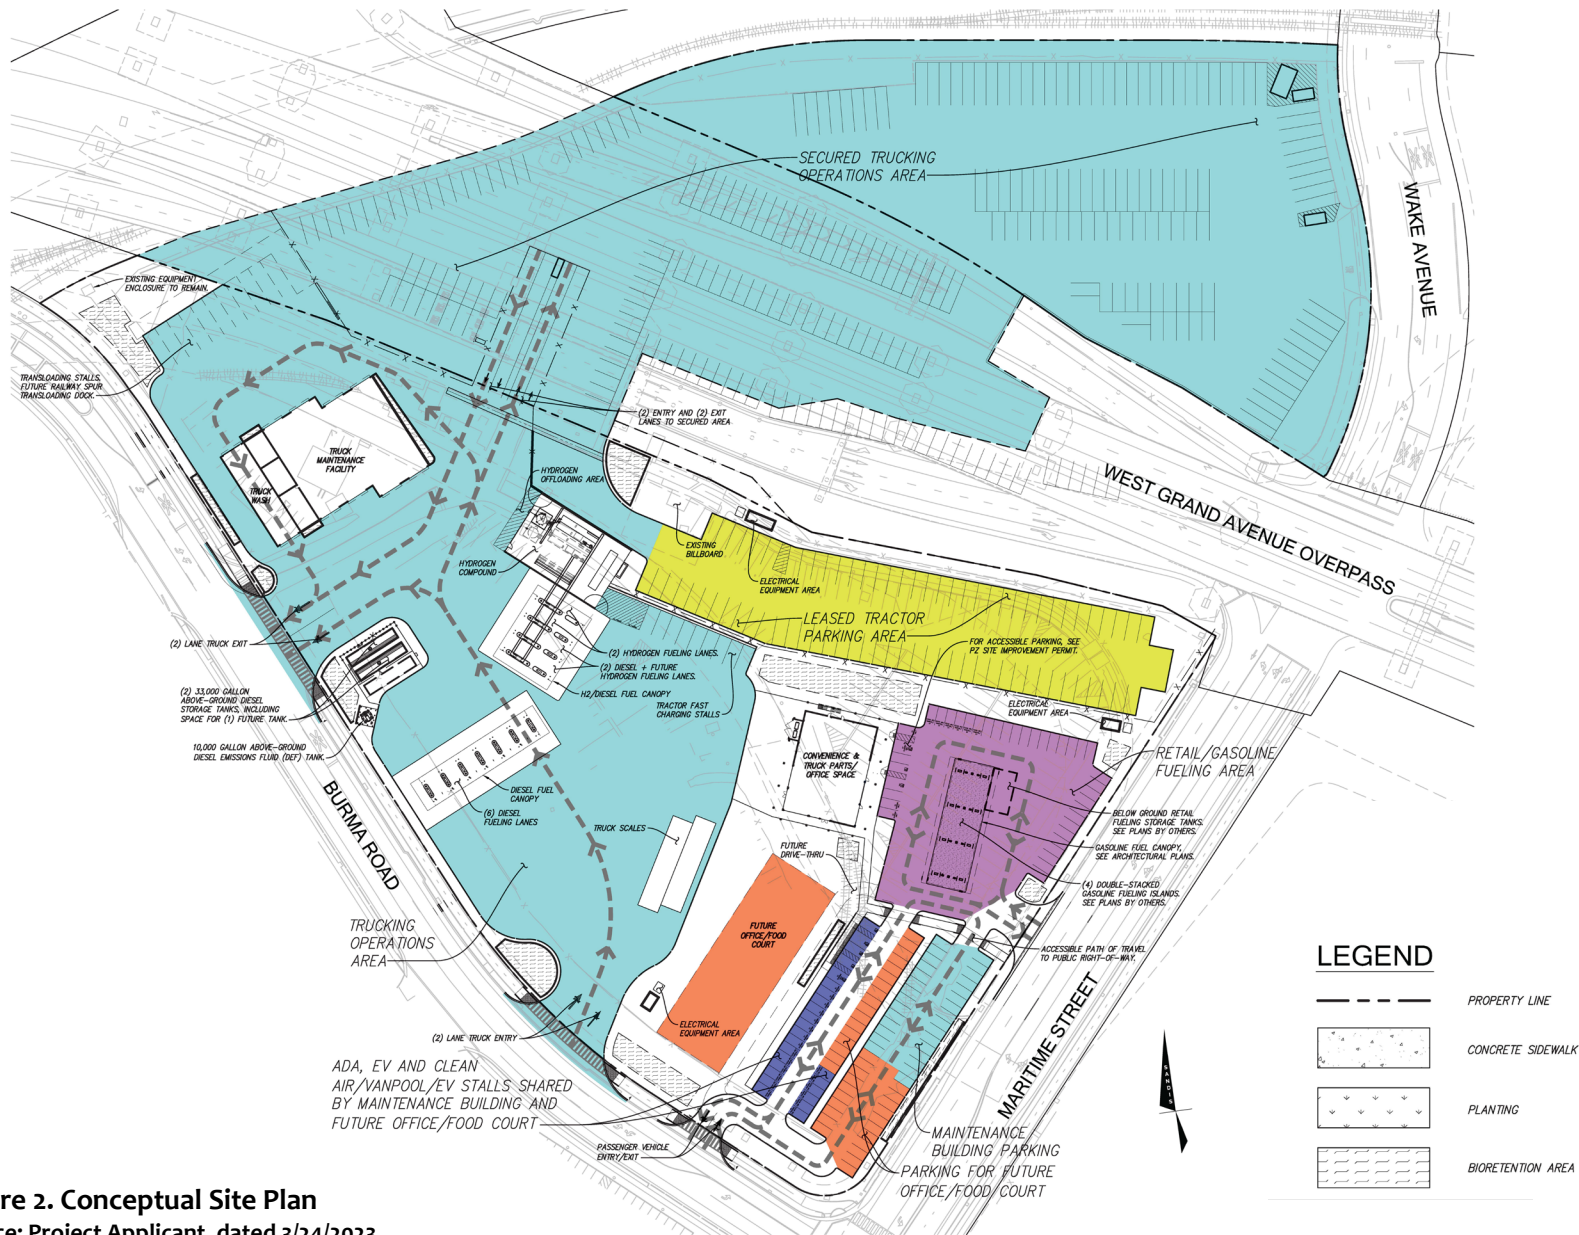 SECURED TRUCKING
OPERATIONS AREA
WAKE AVENUE
EXISTING EQUIPMENT
ENCLOSURE TO REMAIN.
TRANSLOADING STALLS.
FUTURE RAILWAY SPUR
TRANSLOADING DOCK.
(2) ENTRY AND (2) EXIT
LANES TO SECURED AREA
TRUCK
MAINTENANCE
FACILITY
TRUCK
WASH
HYDROGEN
OFFLOADING AREA
WEST GRAND AVENUE OVERPASS
EXISTING
BILLBOARD
HYDROGEN
COMPOUND
ELECTRICAL
EQUIPMENT AREA
LEASED TRACTOR
PARKING AREA
FOR ACCESSIBLE PARKING, SEE
PZ SITE IMPROVEMENT PERMIT.
(2) LANE TRUCK EXIT
(2) HYDROGEN FUELING LANES.
(2) DIESEL + FUTURE
HYDROGEN FUELING LANES.
H2/DIESEL FUEL CANOPY
TRACTOR FAST
CHARGING STALLS
(2) 33,000 GALLON
ABOVE-GROUND DIESEL
STORAGE TANKS, INCLUDING
SPACE FOR (1) FUTURE TANK.
10,000 GALLON ABOVE-GROUND
DIESEL EMISSIONS FLUID (DEF) TANK.
ELECTRICAL
EQUIPMENT AREA
CONVENIENCE &
TRUCK PARTS/
OFFICE SPACE
RETAIL/GASOLINE
FUELING AREA
DIESEL FUEL
CANOPY
(6) DIESEL
FUELING LANES
BURMA ROAD
TRUCK SCALES
BELOW GROUND RETAIL
FUELING STORAGE TANKS.
SEE PLANS BY OTHERS.
GASOLINE FUEL CANOPY,
SEE ARCHITECTURAL PLANS.
FUTURE
DRIVE-THRU
(4) DOUBLE-STACKED
GASOLINE FUELING ISLANDS.
SEE PLANS BY OTHERS.
TRUCKING
OPERATIONS
AREA
FUTURE
OFFICE/FOOD
COURT
ACCESSIBLE PATH OF TRAVEL
TO PUBLIC RIGHT-OF-WAY.
ELECTRICAL
EQUIPMENT AREA
(2) LANE TRUCK ENTRY
MARITIME STREET
ADA, EV AND CLEAN
AIR/VANPOOL/EV STALLS SHARED
BY MAINTENANCE BUILDING AND
FUTURE OFFICE/FOOD COURT
PASSENGER VEHICLE
ENTRY/EXIT
MAINTENANCE
BUILDING PARKING
PARKING FOR FUTURE
OFFICE/FOOD COURT
SANDIS
LEGEND
PROPERTY LINE
CONCRETE SIDEWALK
PLANTING
BIORETENTION AREA
re 2. Conceptual Site Plan
ce: Project Applicant, dated 3/24/2023